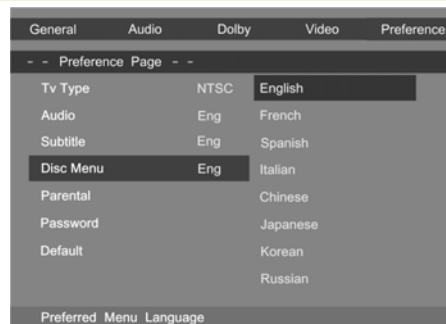 General Audio Dolby Video Preference
- - Preference Page - -
Tv Type NTSC English
Audio Eng French
Subtitle Eng Spanish
Disc Menu Eng Italian
Parental Chinese
Password Japanese
Default Korean
Russian
Preferred Menu Language